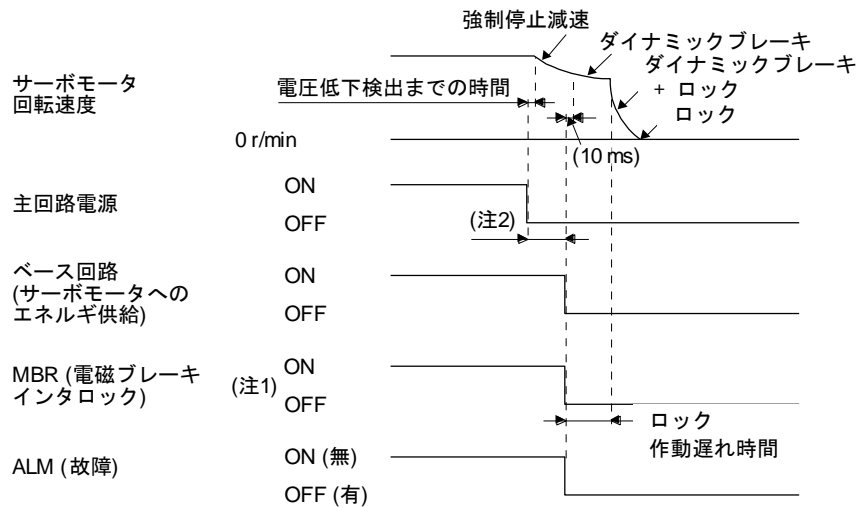 強制停止減速
ダイナミックブレーキ
ダイナミックブレーキ
+ ロック
ロック
サーボモータ
回転速度
電圧低下検出までの時間
0 r/min
(10 ms)
主回路電源
ON
OFF
(注2)
ベース回路
(サーボモータへの
エネルギ供給)
ON
OFF
MBR (電磁ブレーキ
インタロック)
(注1)
ON
OFF
ロック
作動遅れ時間
ALM (故障)
ON (無)
OFF (有)